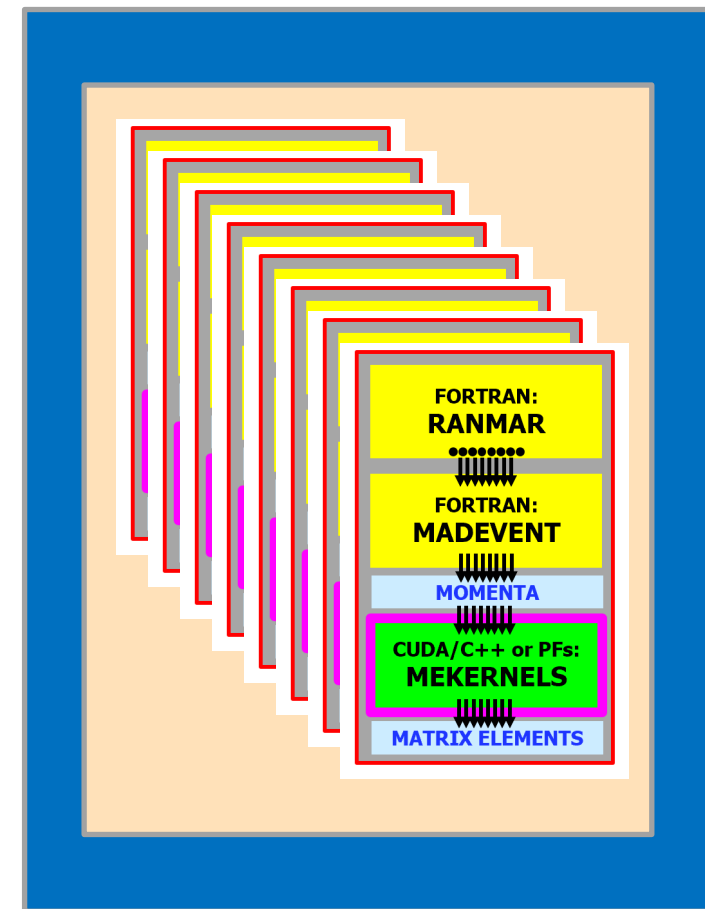 FORTRAN:
RANMAR
FORTRAN:
MADEVENT
MOMENTA
CUDA/C++ or PFs:
MEKERNELS
MATRIX ELEMENTS